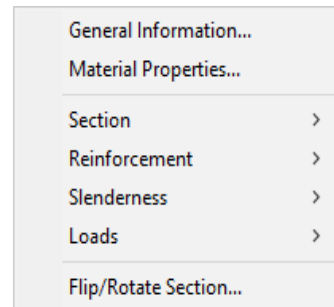 General Information...
Material Properties...
Section
Reinforcement
Slenderness
Loads
Flip/Rotate Section...